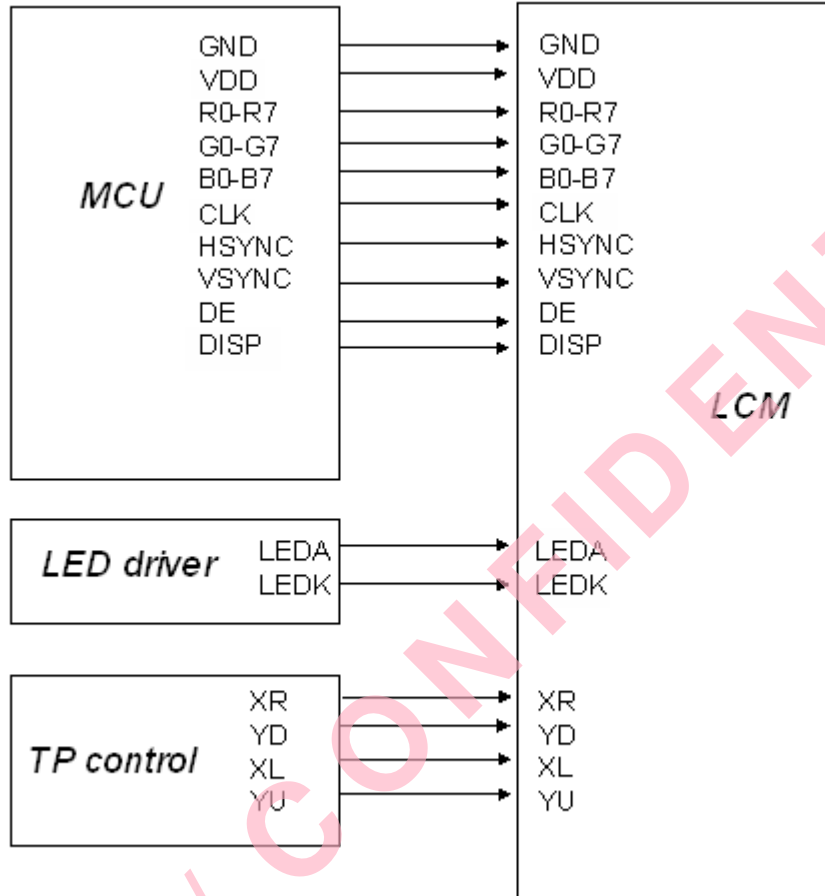 MCU
GND
VDD
R0-R7
G0-G7
B0-B7
CLK
HSYNC
VSYNC
DE
DISP
LCM
GND
VDD
R0-R7
G0-G7
B0-B7
CLK
HSYNC
VSYNC
DE
DISP
LED driver
LEDA
LEDK
LEDA
LEDK
TP control
XR
YD
XL
YU
XR
YD
XL
YU